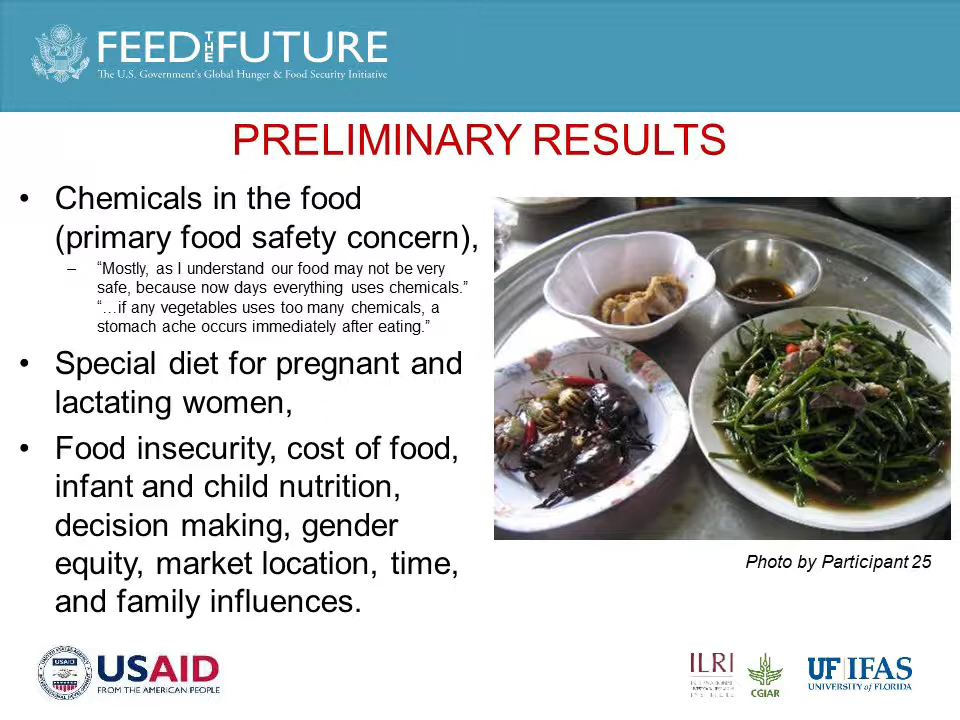 FEED THE FUTURE
The U.S. Government's Global Hunger & Food Security Initiative
PRELIMINARY RESULTS
• Chemicals in the food
(primary food safety concern),
– “Mostly, as I understand our food may not be very
safe, because now days everything uses chemicals.”
“…if any vegetables uses too many chemicals, a
stomach ache occurs immediately after eating.”
• Special diet for pregnant and
lactating women,
• Food insecurity, cost of food,
infant and child nutrition,
decision making, gender
equity, market location, time,
and family influences.
Photo by Participant 25
USAID
USAID
FROM THE AMERICAN PEOPLE
ILRI
INTERNATIONAL
INSTITUTE
CGIAR
UF IFAS
UNIVERSITY of FLORIDA